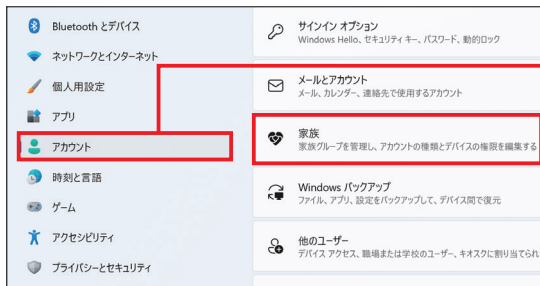 Bluetooth とデバイス
ネットワークとインターネット
個人用設定
アプリ
アカウント
時刻と言語
ゲーム
アクセシビリティ
プライバシーとセキュリティ
サインイン オプション
Windows Hello、セキュリティ キー、パスワード、動的ロック
メールとアカウント
メール、カレンダー、連絡先で使用するアカウント
家族
家族グループを管理し、アカウントの種類とデバイスの権限を編集する
Windows バックアップ
ファイル、アプリ、設定をバックアップして、デバイス間で復元
他のユーザー
デバイス アクセス、職場または学校のユーザー、キオスクに割り当てられ